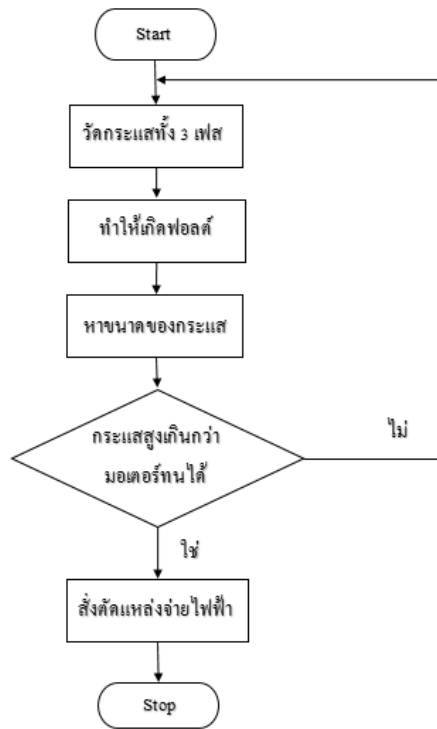 Start
วัดกระแสทั้ง 3 เฟส
ทำให้เกิดฟอลต์
หาขนาดของกระแส
กระแสสูงเกินกว่า
มอเตอร์ทนได้
ไม่
ใช่
สั่งตัดแหล่งจ่ายไฟฟ้า
Stop